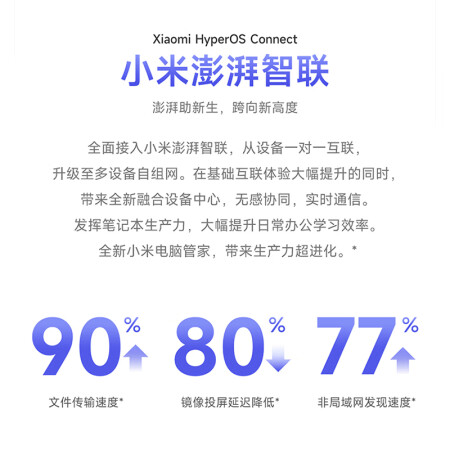 Xiaomi HyperOS Connect
小米澎湃智联
澎湃助新生，跨向新高度
全面接入小米澎湃智联，从设备一对一互联，
升级至多设备自组网。在基础互联体验大幅提升的同时，
带来全新融合设备中心，无感协同，实时通信。
发挥笔记本生产力，大幅提升日常办公学习效率。
全新小米电脑管家，带来生产力超进化。*
90% 80% 77%
文件传输速度* 镜像投屏延迟降低* 非局域网发现速度*